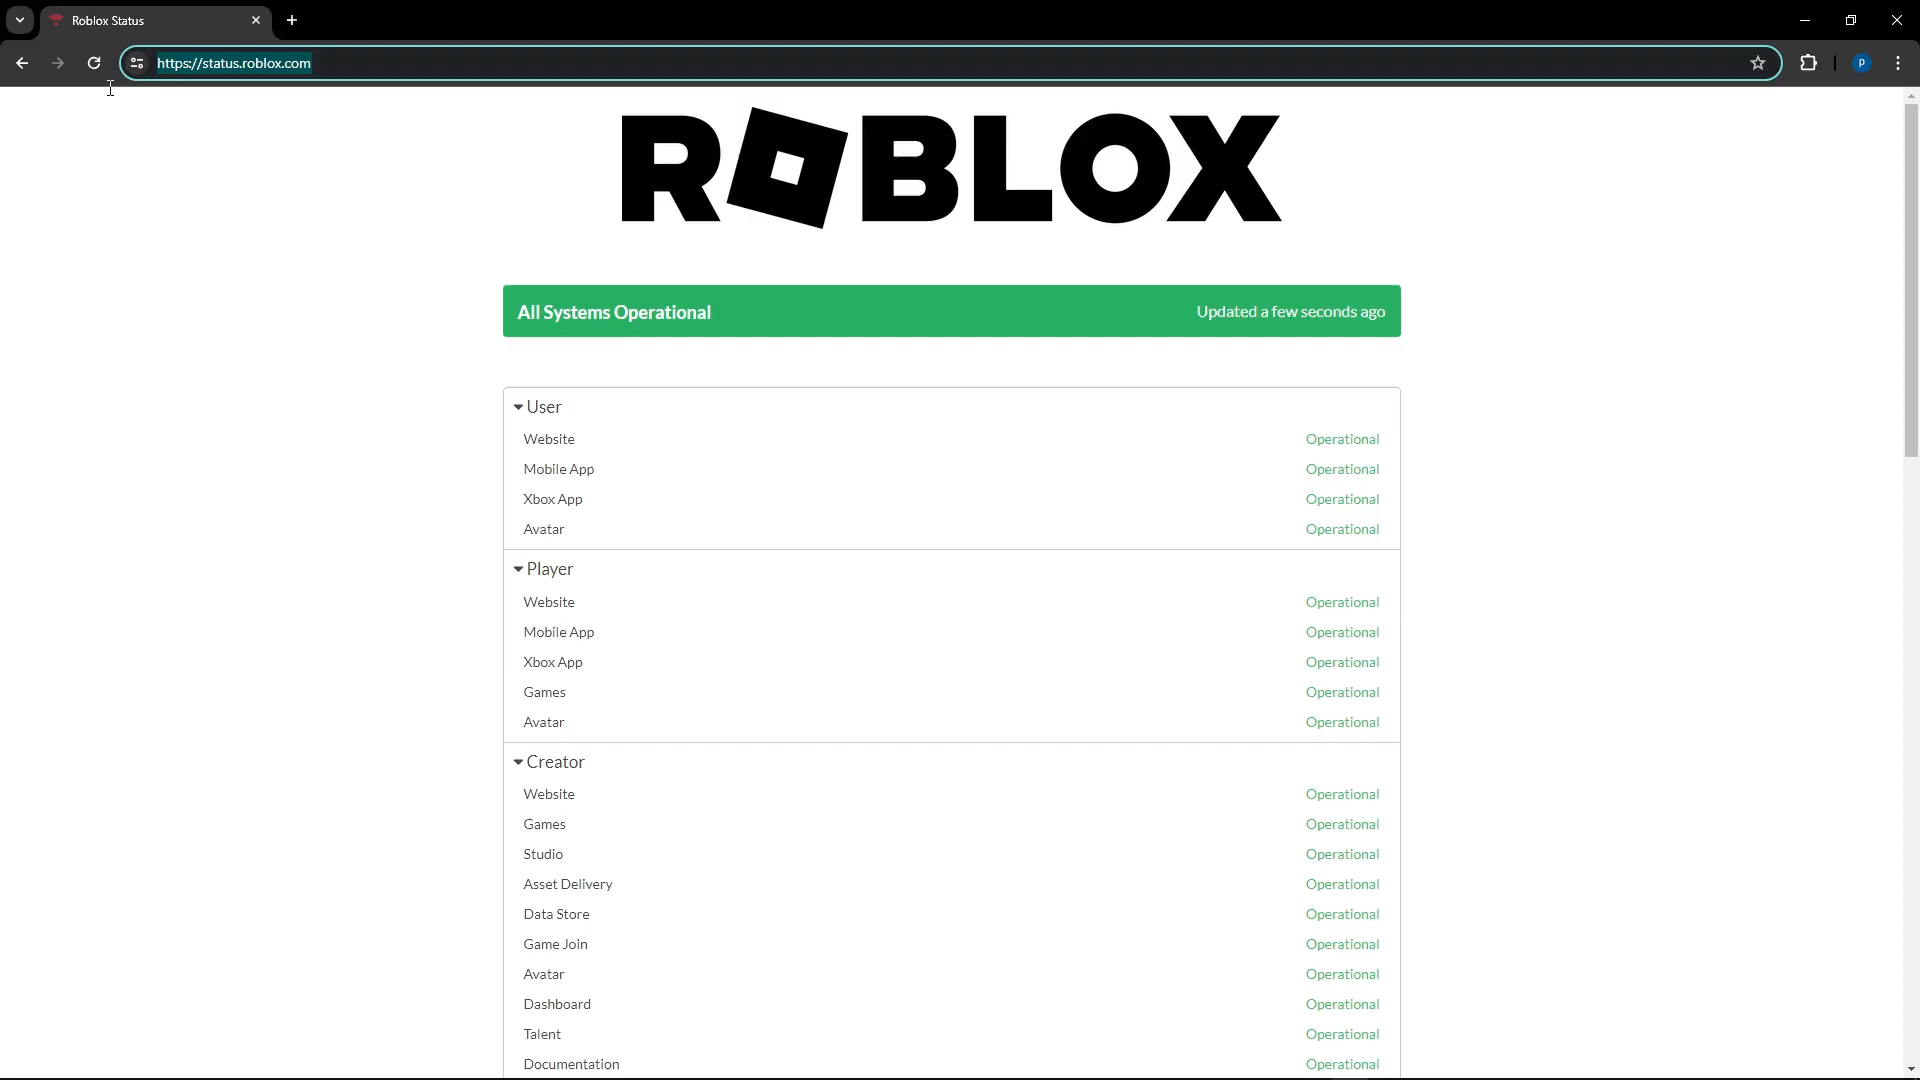 Roblox Status
https://status.roblox.com
P
ROBLOX
All Systems Operational Updated a few seconds ago
User
Website Operational
Mobile App Operational
Xbox App Operational
Avatar Operational
Player
Website Operational
Mobile App Operational
Xbox App Operational
Games Operational
Avatar Operational
Creator
Website Operational
Games Operational
Studio Operational
Asset Delivery Operational
Data Store Operational
Game Join Operational
Avatar Operational
Dashboard Operational
Talent Operational
Documentation Operational